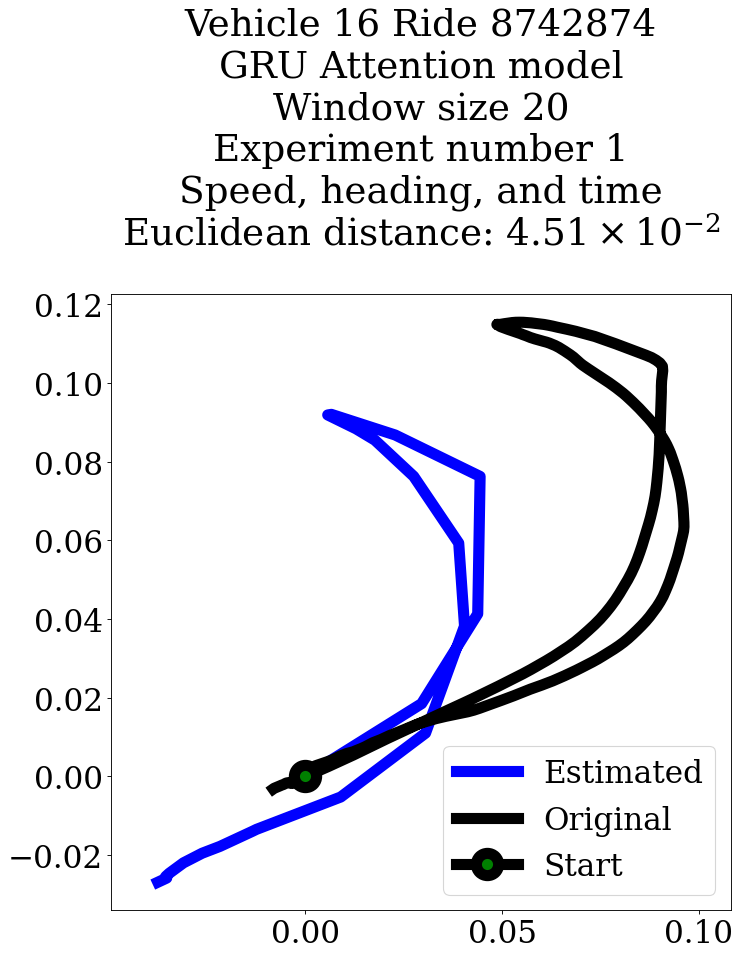 Vehicle 16 Ride 8742874
GRU Attention model
Window size 20
Experiment number 1
Speed, heading, and time
Euclidean distance: 4.51 × 10⁻²
0.12
0.10
0.08
0.06
0.04
0.02
0.00
−0.02
Estimated
Original
Start
0.00 0.05 0.10